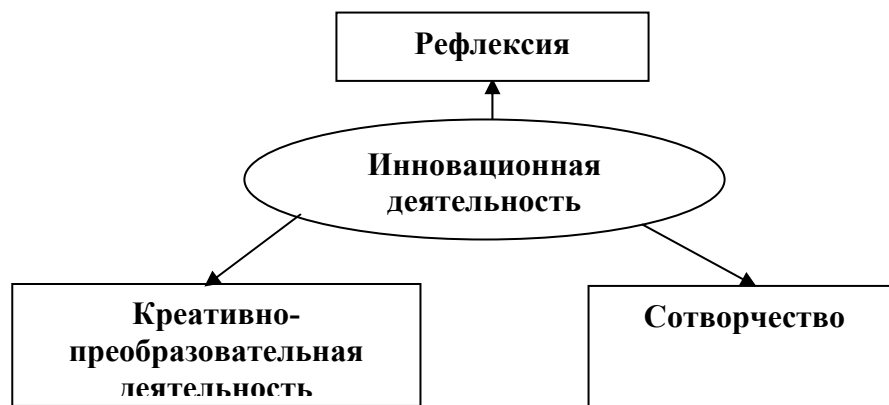 Рефлексия
Инновационная
деятельность
Креативно-
преобразовательная
деятельность
Сотворчество